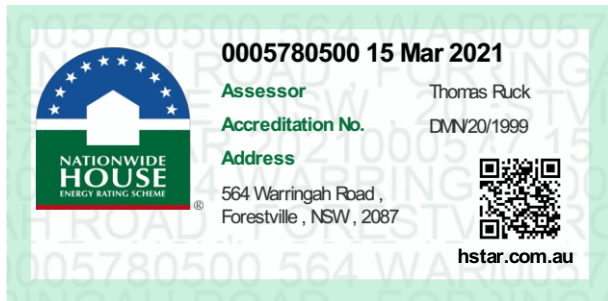 0005780500 15 Mar 2021
Assessor Thomas Ruck
Accreditation No. DMN/20/1999
Address
564 Warringah Road ,
Forestville , NSW , 2087
hstar.com.au
NATIONWIDE
HOUSE
ENERGY RATING SCHEME
®